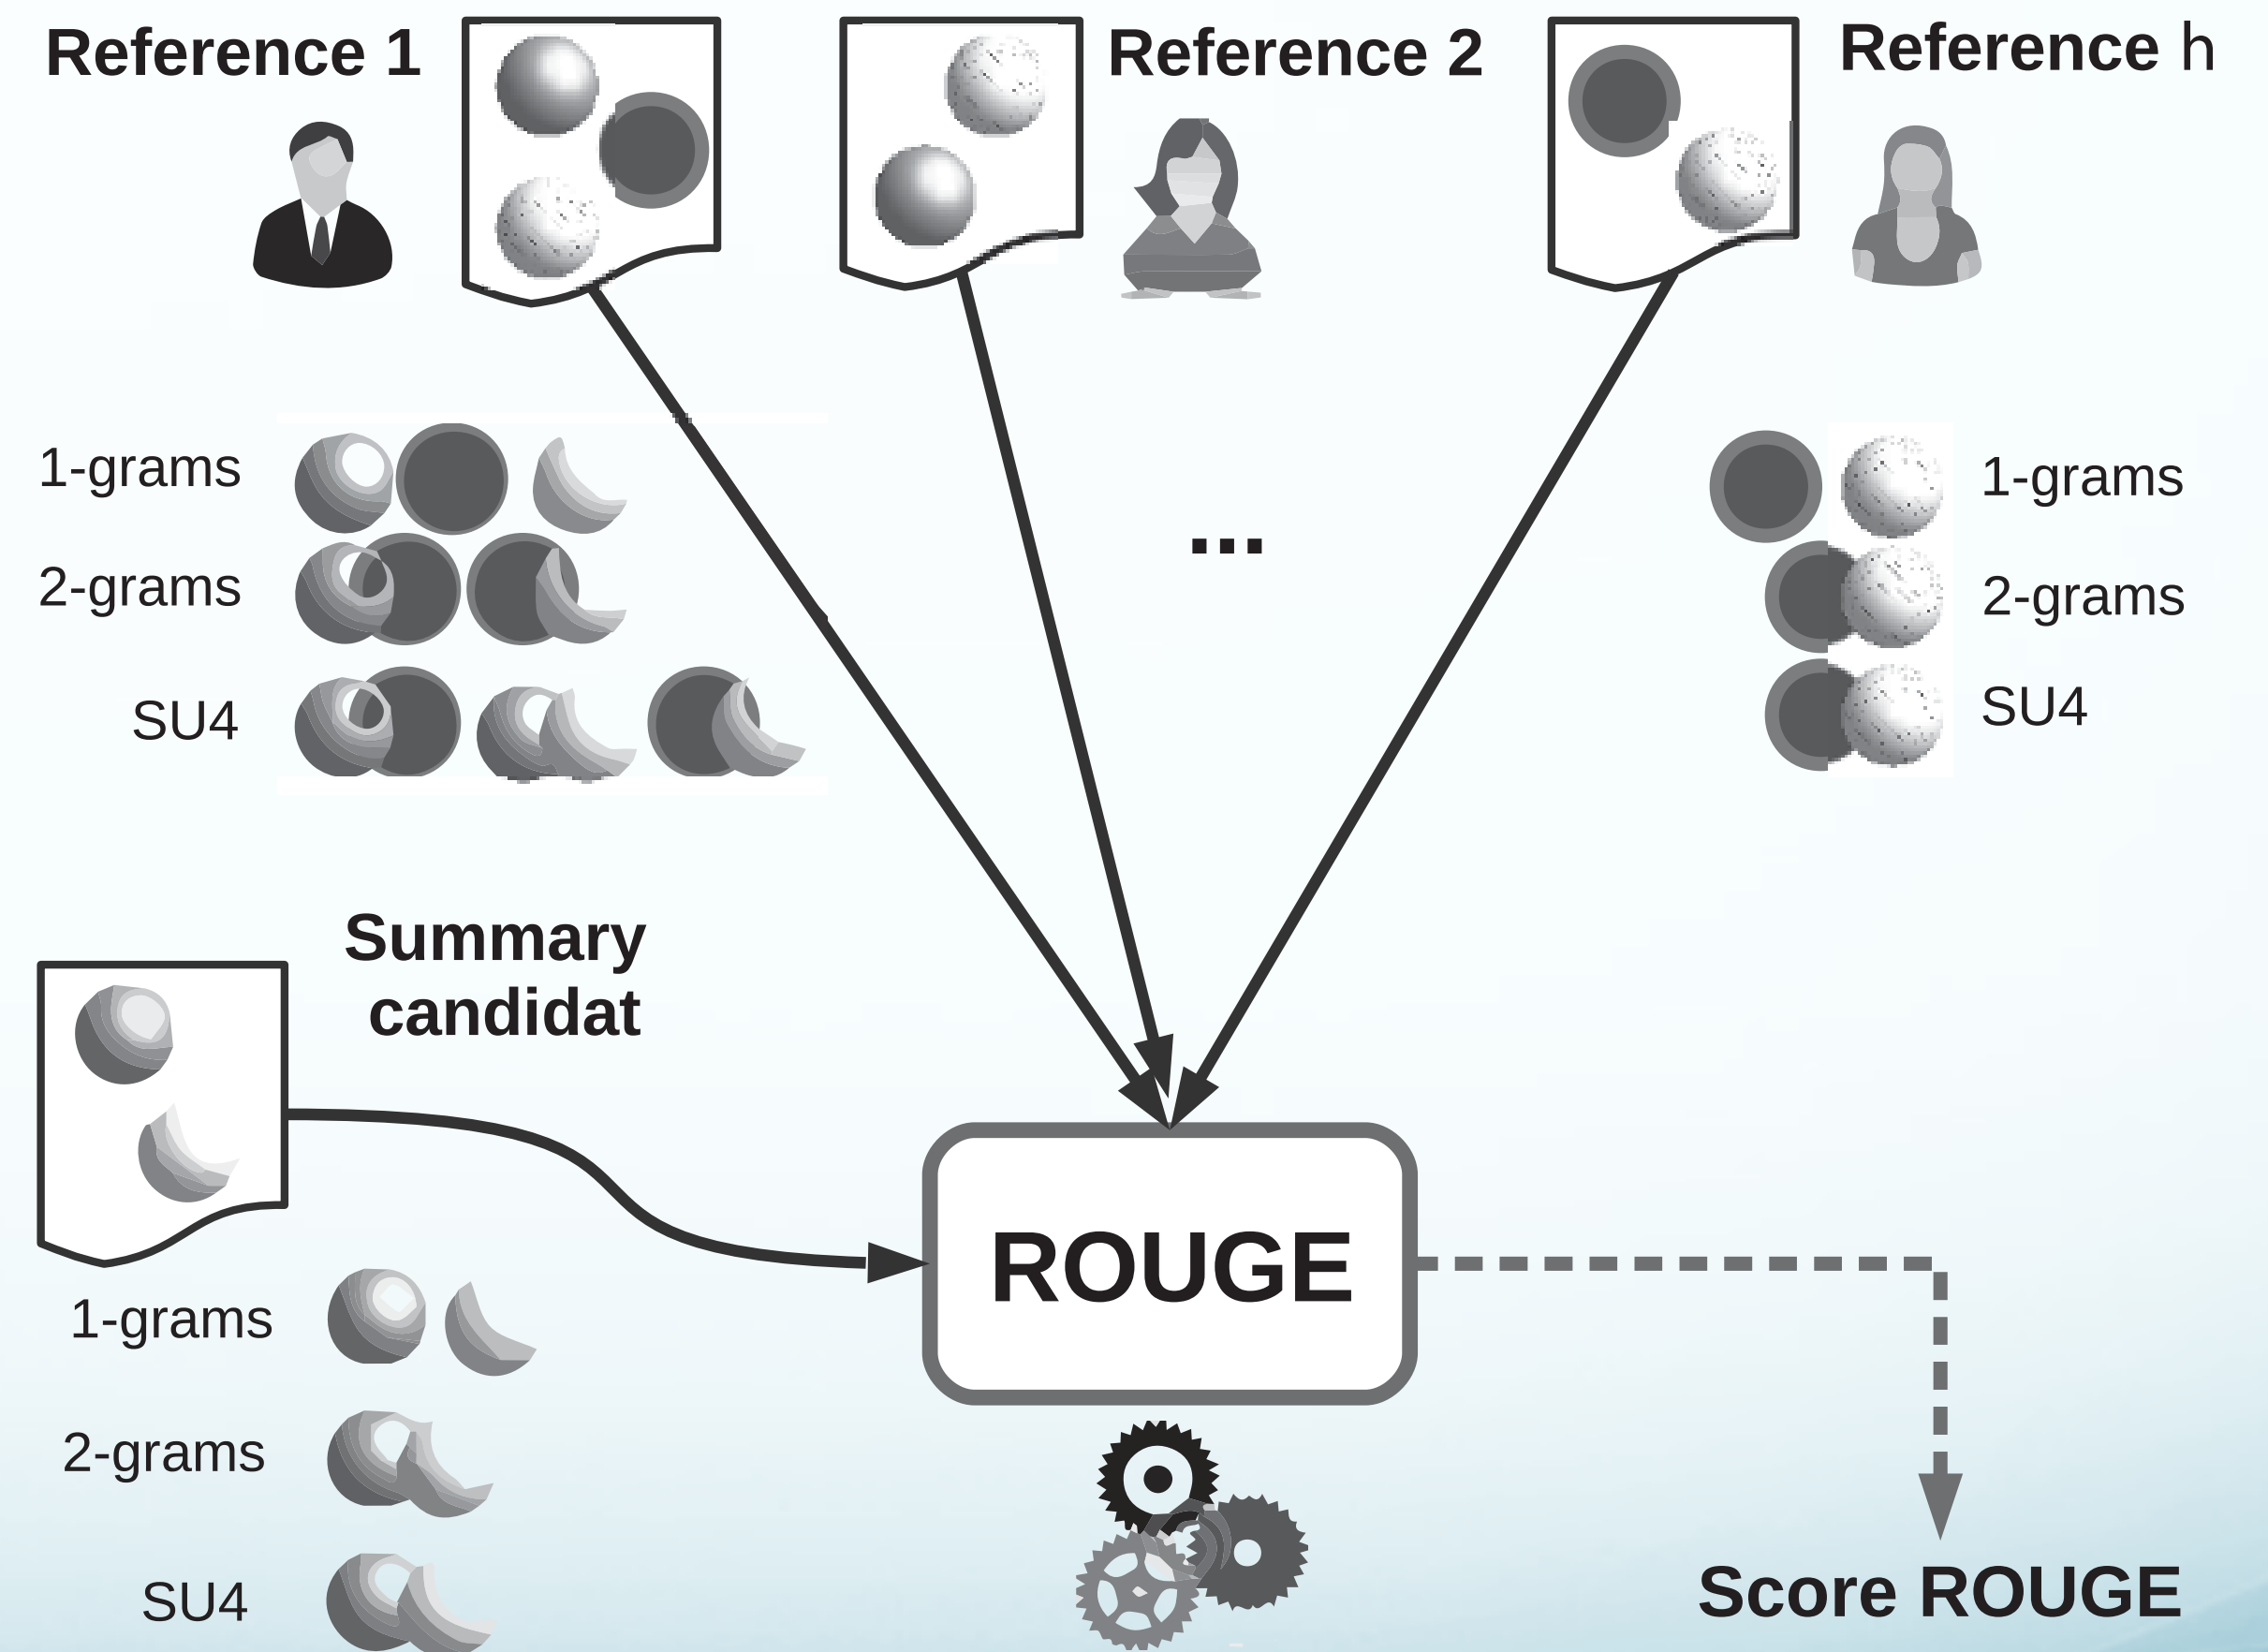 Reference 1
Reference 2
Reference h
1-grams
2-grams
SU4
...
1-grams
2-grams
SU4
Summary
candidat
ROUGE
1-grams
2-grams
SU4
Score ROUGE